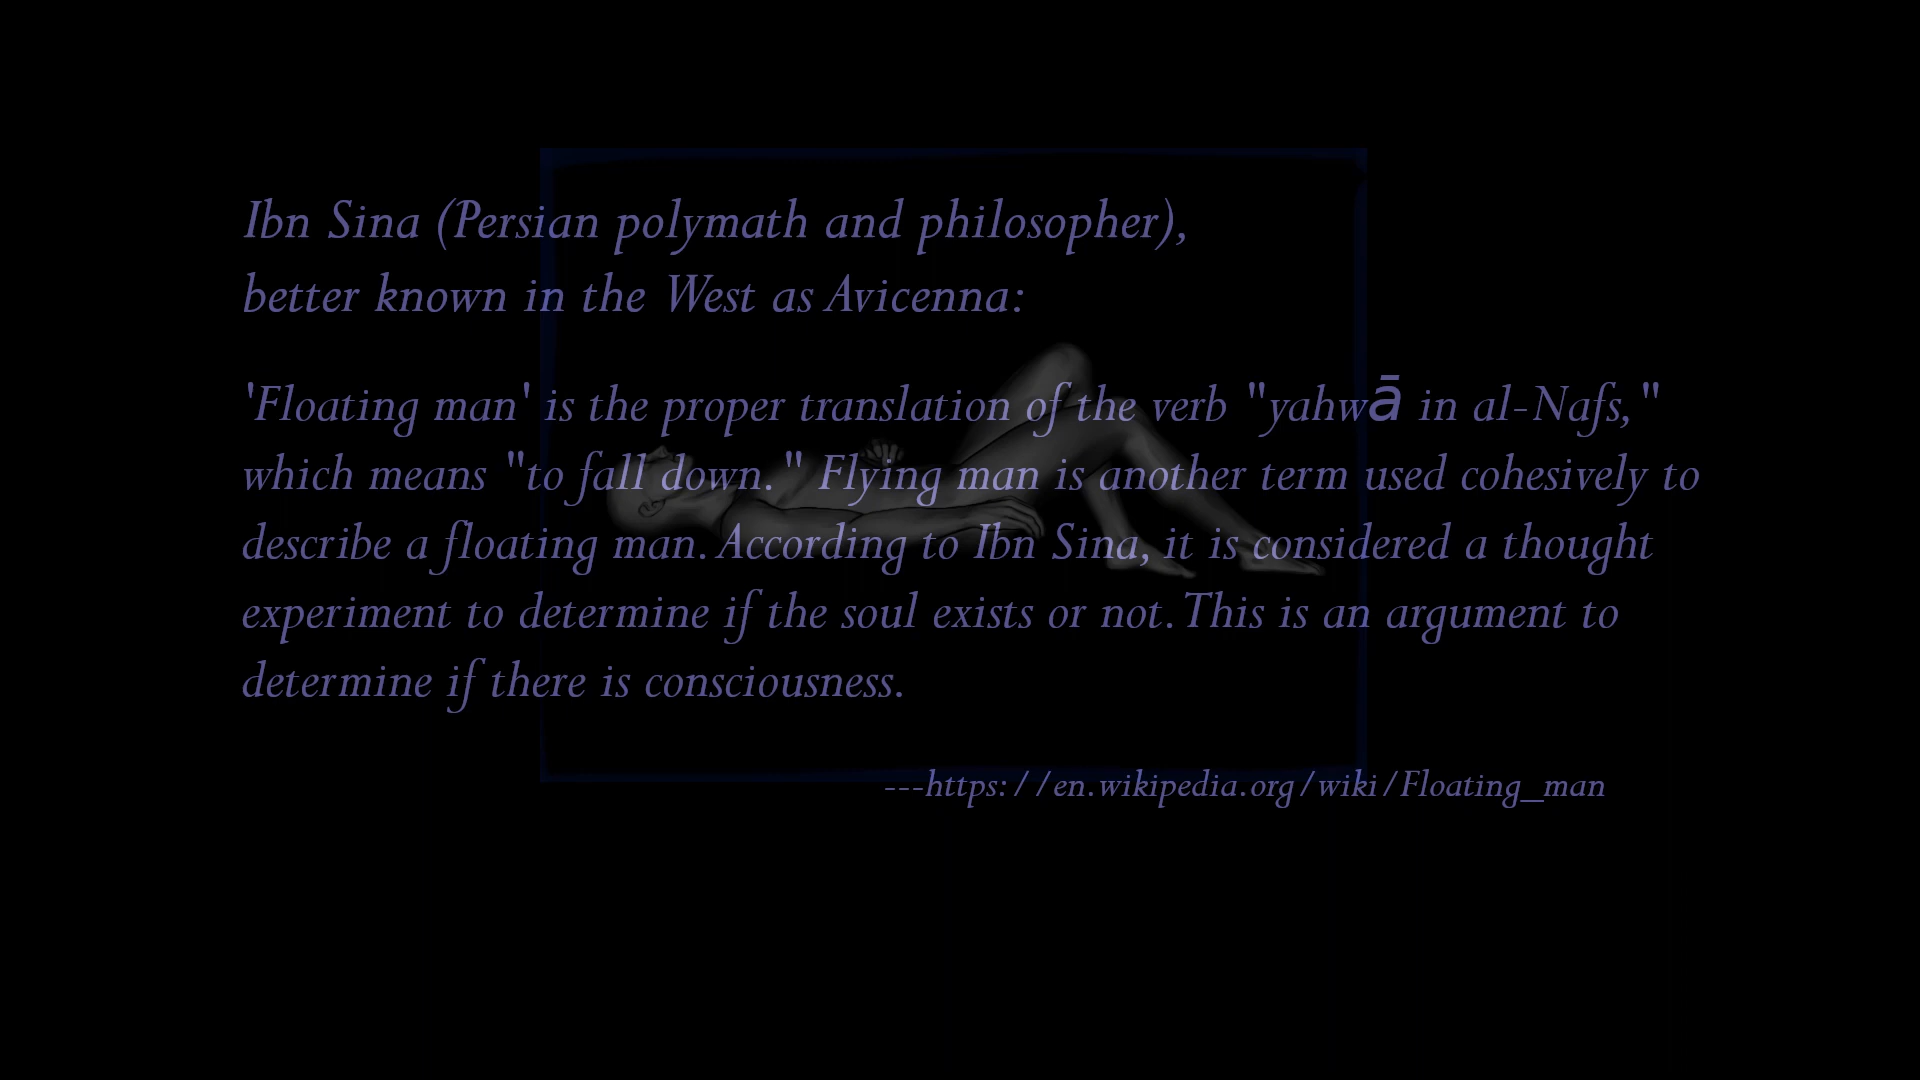 Ibn Sina (Persian polymath and philosopher),
better known in the West as Avicenna:
'Floating man' is the proper translation of the verb "yahwā in al-Nafs,"
which means "to fall down." Flying man is another term used cohesively to
describe a floating man. According to Ibn Sina, it is considered a thought
experiment to determine if the soul exists or not. This is an argument to
determine if there is consciousness.
---https://en.wikipedia.org/wiki/Floating_man